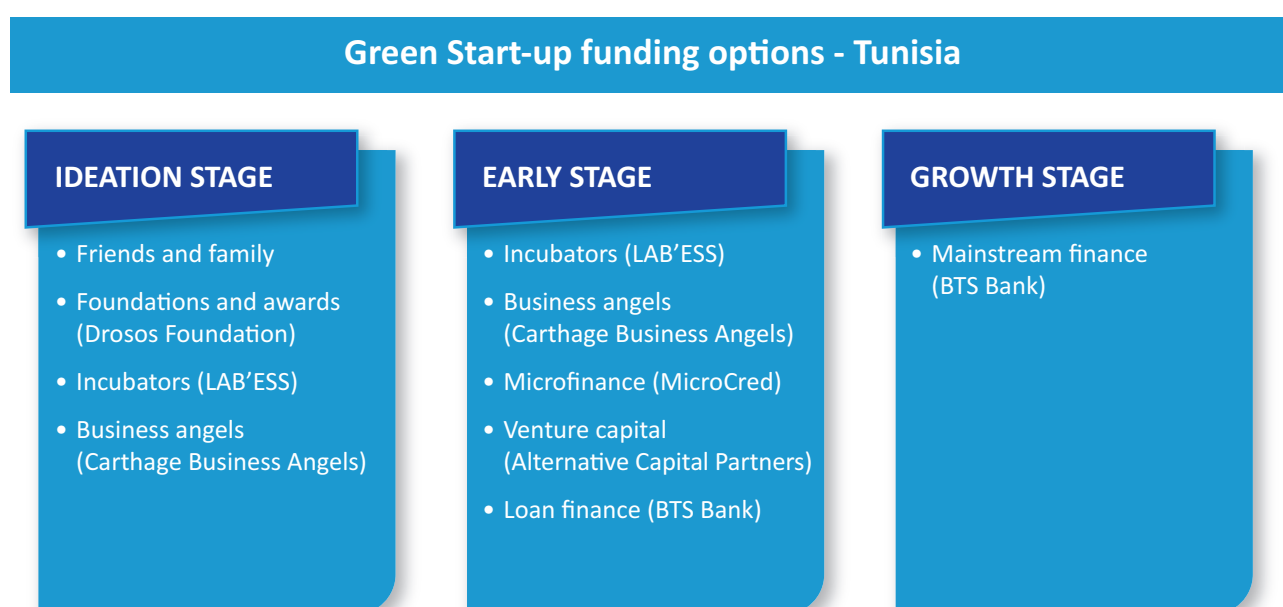 Green Start-up funding options - Tunisia
IDEATION STAGE
• Friends and family
• Foundations and awards
(Drosos Foundation)
• Incubators (LAB’ESS)
• Business angels
(Carthage Business Angels)
EARLY STAGE
• Incubators (LAB’ESS)
• Business angels
(Carthage Business Angels)
• Microfinance (MicroCred)
• Venture capital
(Alternative Capital Partners)
• Loan finance (BTS Bank)
GROWTH STAGE
• Mainstream finance
(BTS Bank)